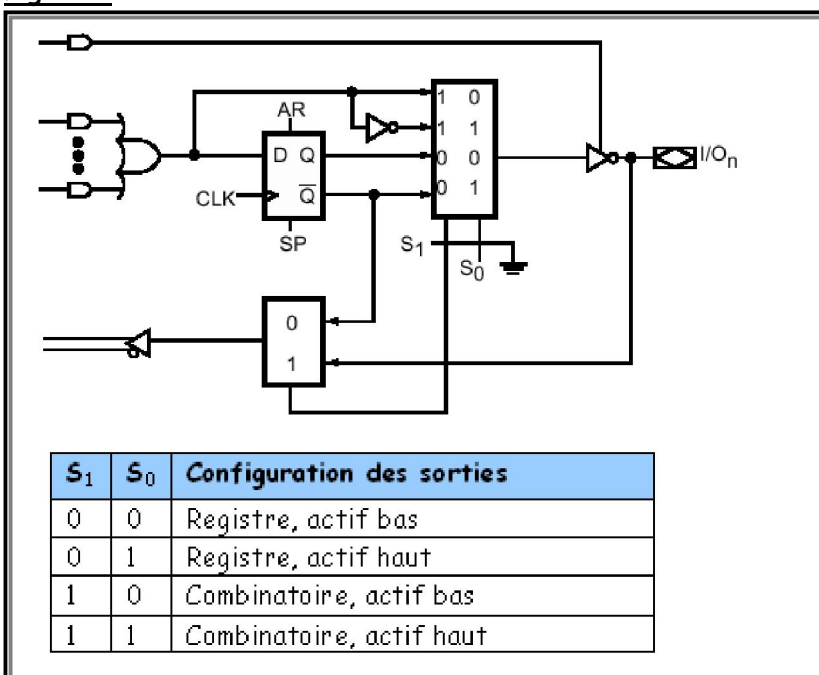 AR
1 0
1 1
D Q
0 0
I/On
CLK
Q
0 1
SP
S1
S0
0
1
S1 S0 Configuration des sorties
0 0 Registre, actif bas
0 1 Registre, actif haut
1 0 Combinatoire, actif bas
1 1 Combinatoire, actif haut